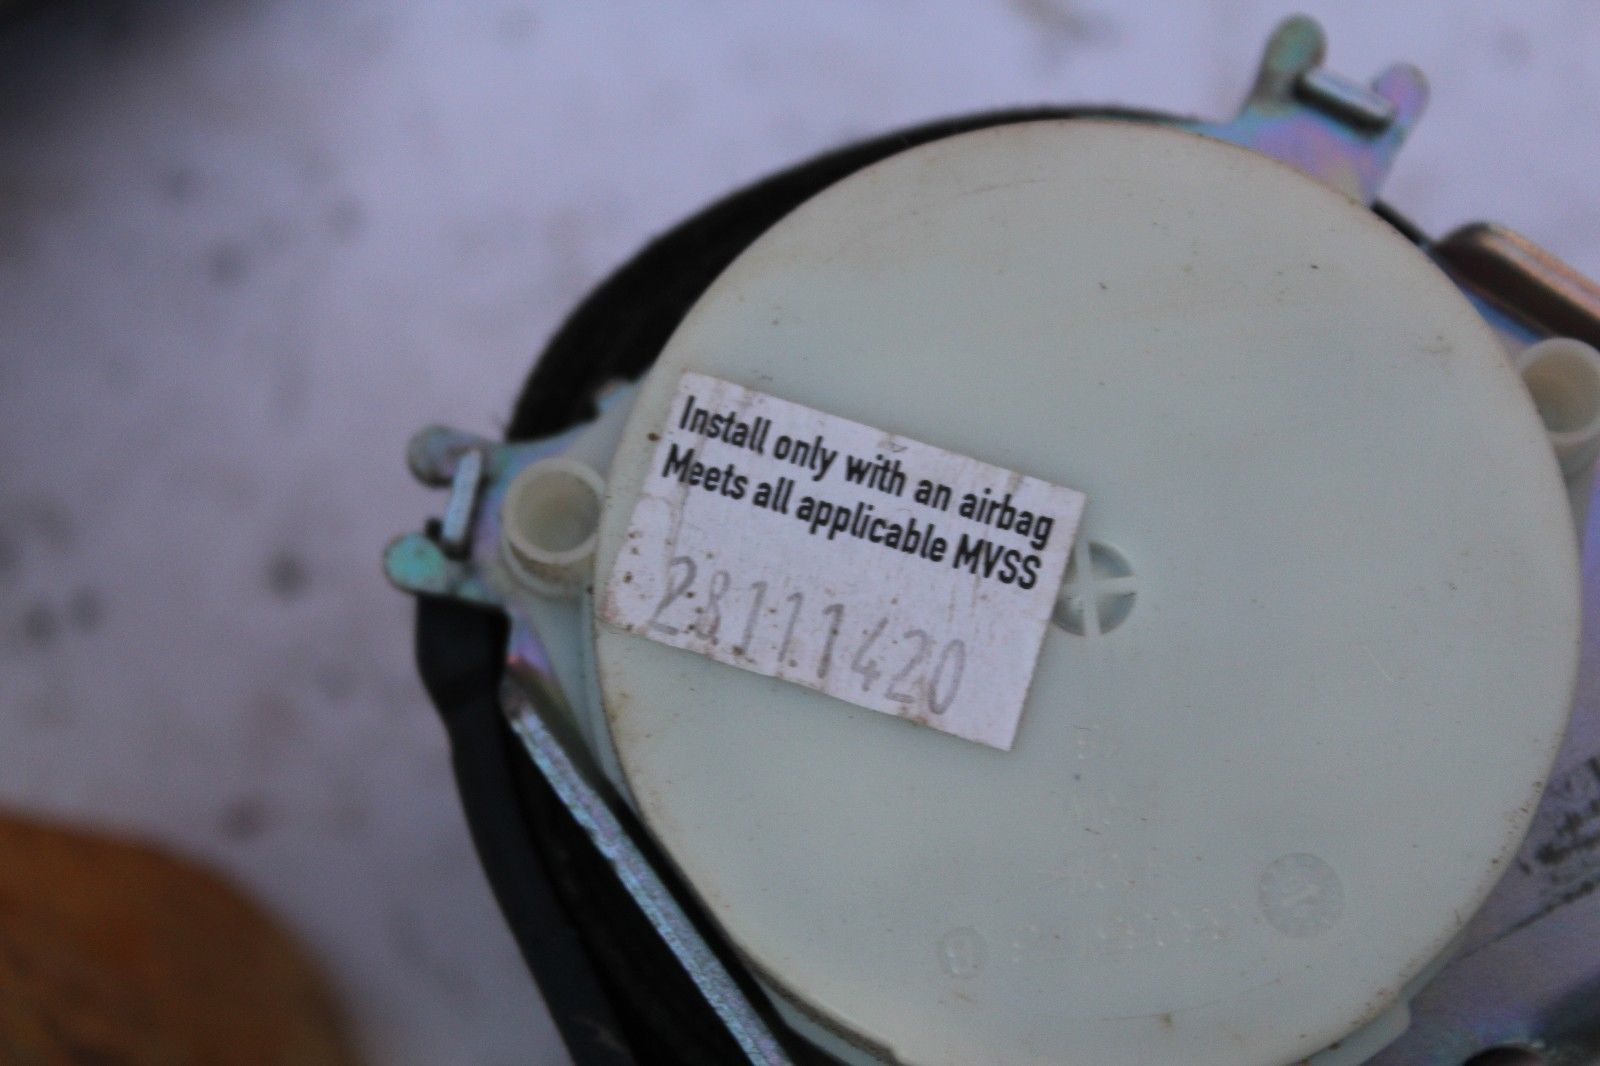 Install only with an airbag
Meets all applicable MVSS
28111420